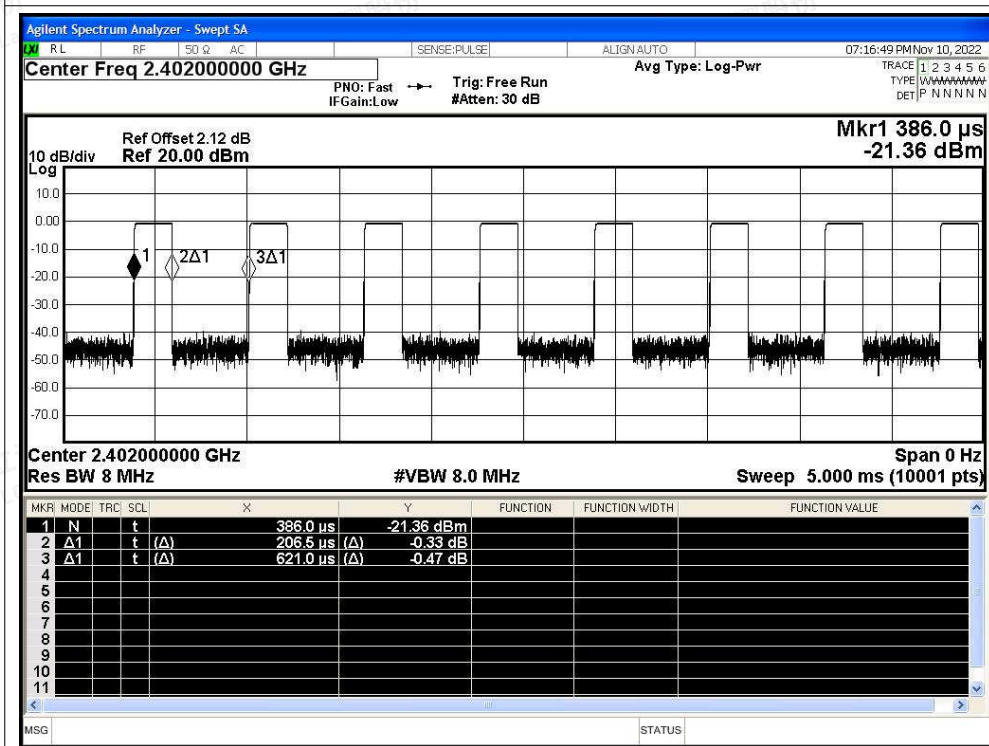 Agilent Spectrum Analyzer - Swept SA
LXI RL RF 50 Ω AC SENSE:PULSE ALIGN AUTO 07:16:49 PM Nov 10, 2022
Center Freq 2.402000000 GHz
PNO: Fast
IFGain:Low
Trig: Free Run
#Atten: 30 dB
Avg Type: Log-Pwr
TRACE 1 2 3 4 5 6
TYPE WWWWWW
DET P N N N N N
Ref Offset 2.12 dB
10 dB/div Ref 20.00 dBm
Log
Mkr1 386.0 µs
-21.36 dBm
10.0
0.00
-10.0
-20.0
-30.0
-40.0
-50.0
-60.0
-70.0
1 2Δ1 3Δ1
Center 2.402000000 GHz Span 0 Hz
Res BW 8 MHz #VBW 8.0 MHz Sweep 5.000 ms (10001 pts)
MKR MODE TRC SCL X Y FUNCTION FUNCTION WIDTH FUNCTION VALUE
1 N t 386.0 µs -21.36 dBm
2 Δ1 t (Δ) 206.5 µs (Δ) -0.33 dB
3 Δ1 t (Δ) 621.0 µs (Δ) -0.47 dB
4
5
6
7
8
9
10
11
MSG STATUS